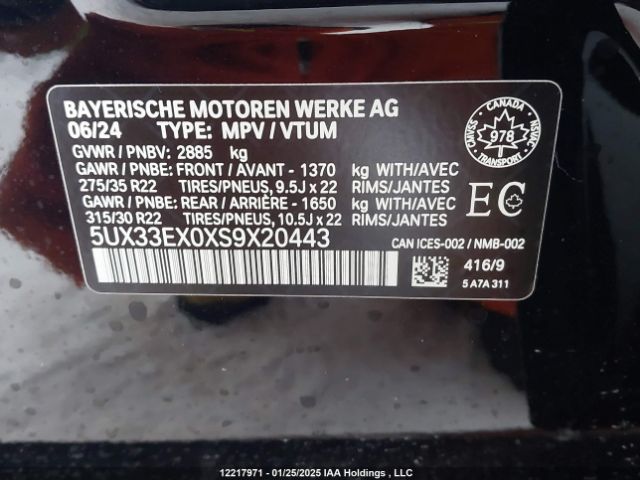 BAYERISCHE MOTOREN WERKE AG
06/24 TYPE: MPV / VTUM
GVWR / PNBV: 2885 kg
GAWR / PNBE: FRONT / AVANT - 1370 kg WITH/AVEC
275/35 R22 TIRES/PNEUS, 9.5J x 22 RIMS/JANTES
GAWR / PNBE: REAR / ARRIÈRE - 1650 kg WITH/AVEC
315/30 R22 TIRES/PNEUS, 10.5J x 22 RIMS/JANTES
5UX33EX0XS9X20443
CANADA
CMVSS
NSVAC
978
TRANSPORT
EC
CAN ICES-002 / NMB-002
416/9
5 A7A 311
12217971 - 01/25/2025 IAA Holdings , LLC